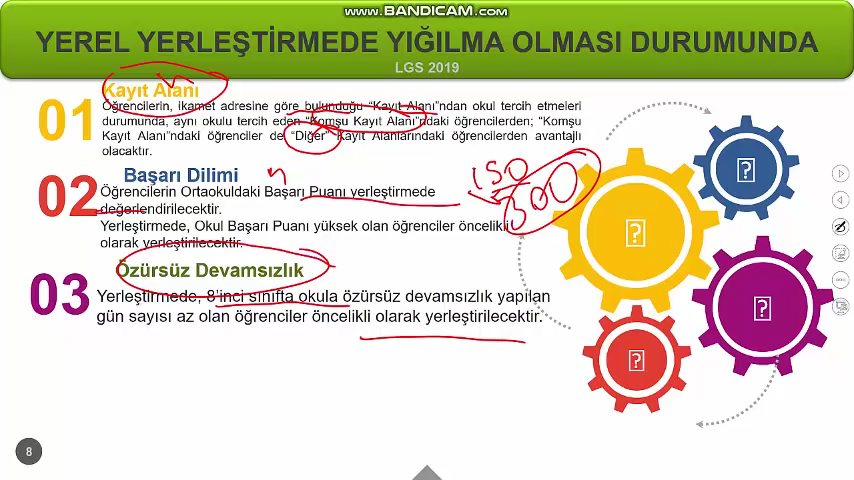 www.BANDICAM.com
YEREL YERLEŞTİRMEDE YIĞILMA OLMASI DURUMUNDA
LGS 2019
01
Kayıt Alanı
Öğrencilerin, ikamet adresine göre bulunduğu “Kayıt Alanı”ndan okul tercih etmeleri
durumunda, aynı okulu tercih eden “Komşu Kayıt Alanı”ndaki öğrencilerden; “Komşu
Kayıt Alanı”ndaki öğrenciler de “Diğer” Kayıt Alanlarındaki öğrencilerden avantajlı
olacaktır.
02
Başarı Dilimi
Öğrencilerin Ortaokuldaki Başarı Puanı yerleştirmede
değerlendirilecektir.
Yerleştirmede, Okul Başarı Puanı yüksek olan öğrenciler öncelikli
olarak yerleştirilecektir.
150
300
03
Özürsüz Devamsızlık
Yerleştirmede, 8’inci sınıfta okula özürsüz devamsızlık yapılan
gün sayısı az olan öğrenciler öncelikli olarak yerleştirilecektir.
8